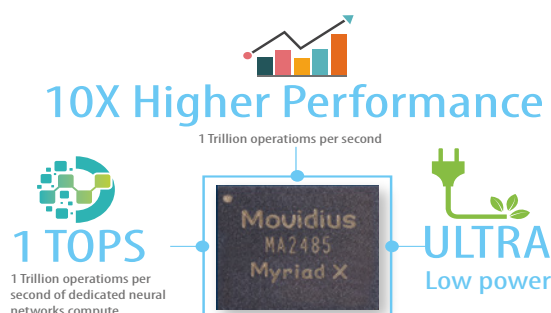 10X Higher Performance
1 Trillion operatioms per second
Movidius
MA2485
Myriad X
1 TOPS
1 Trillion operatioms per
second of dedicated neural
networks compute
ULTRA
Low power